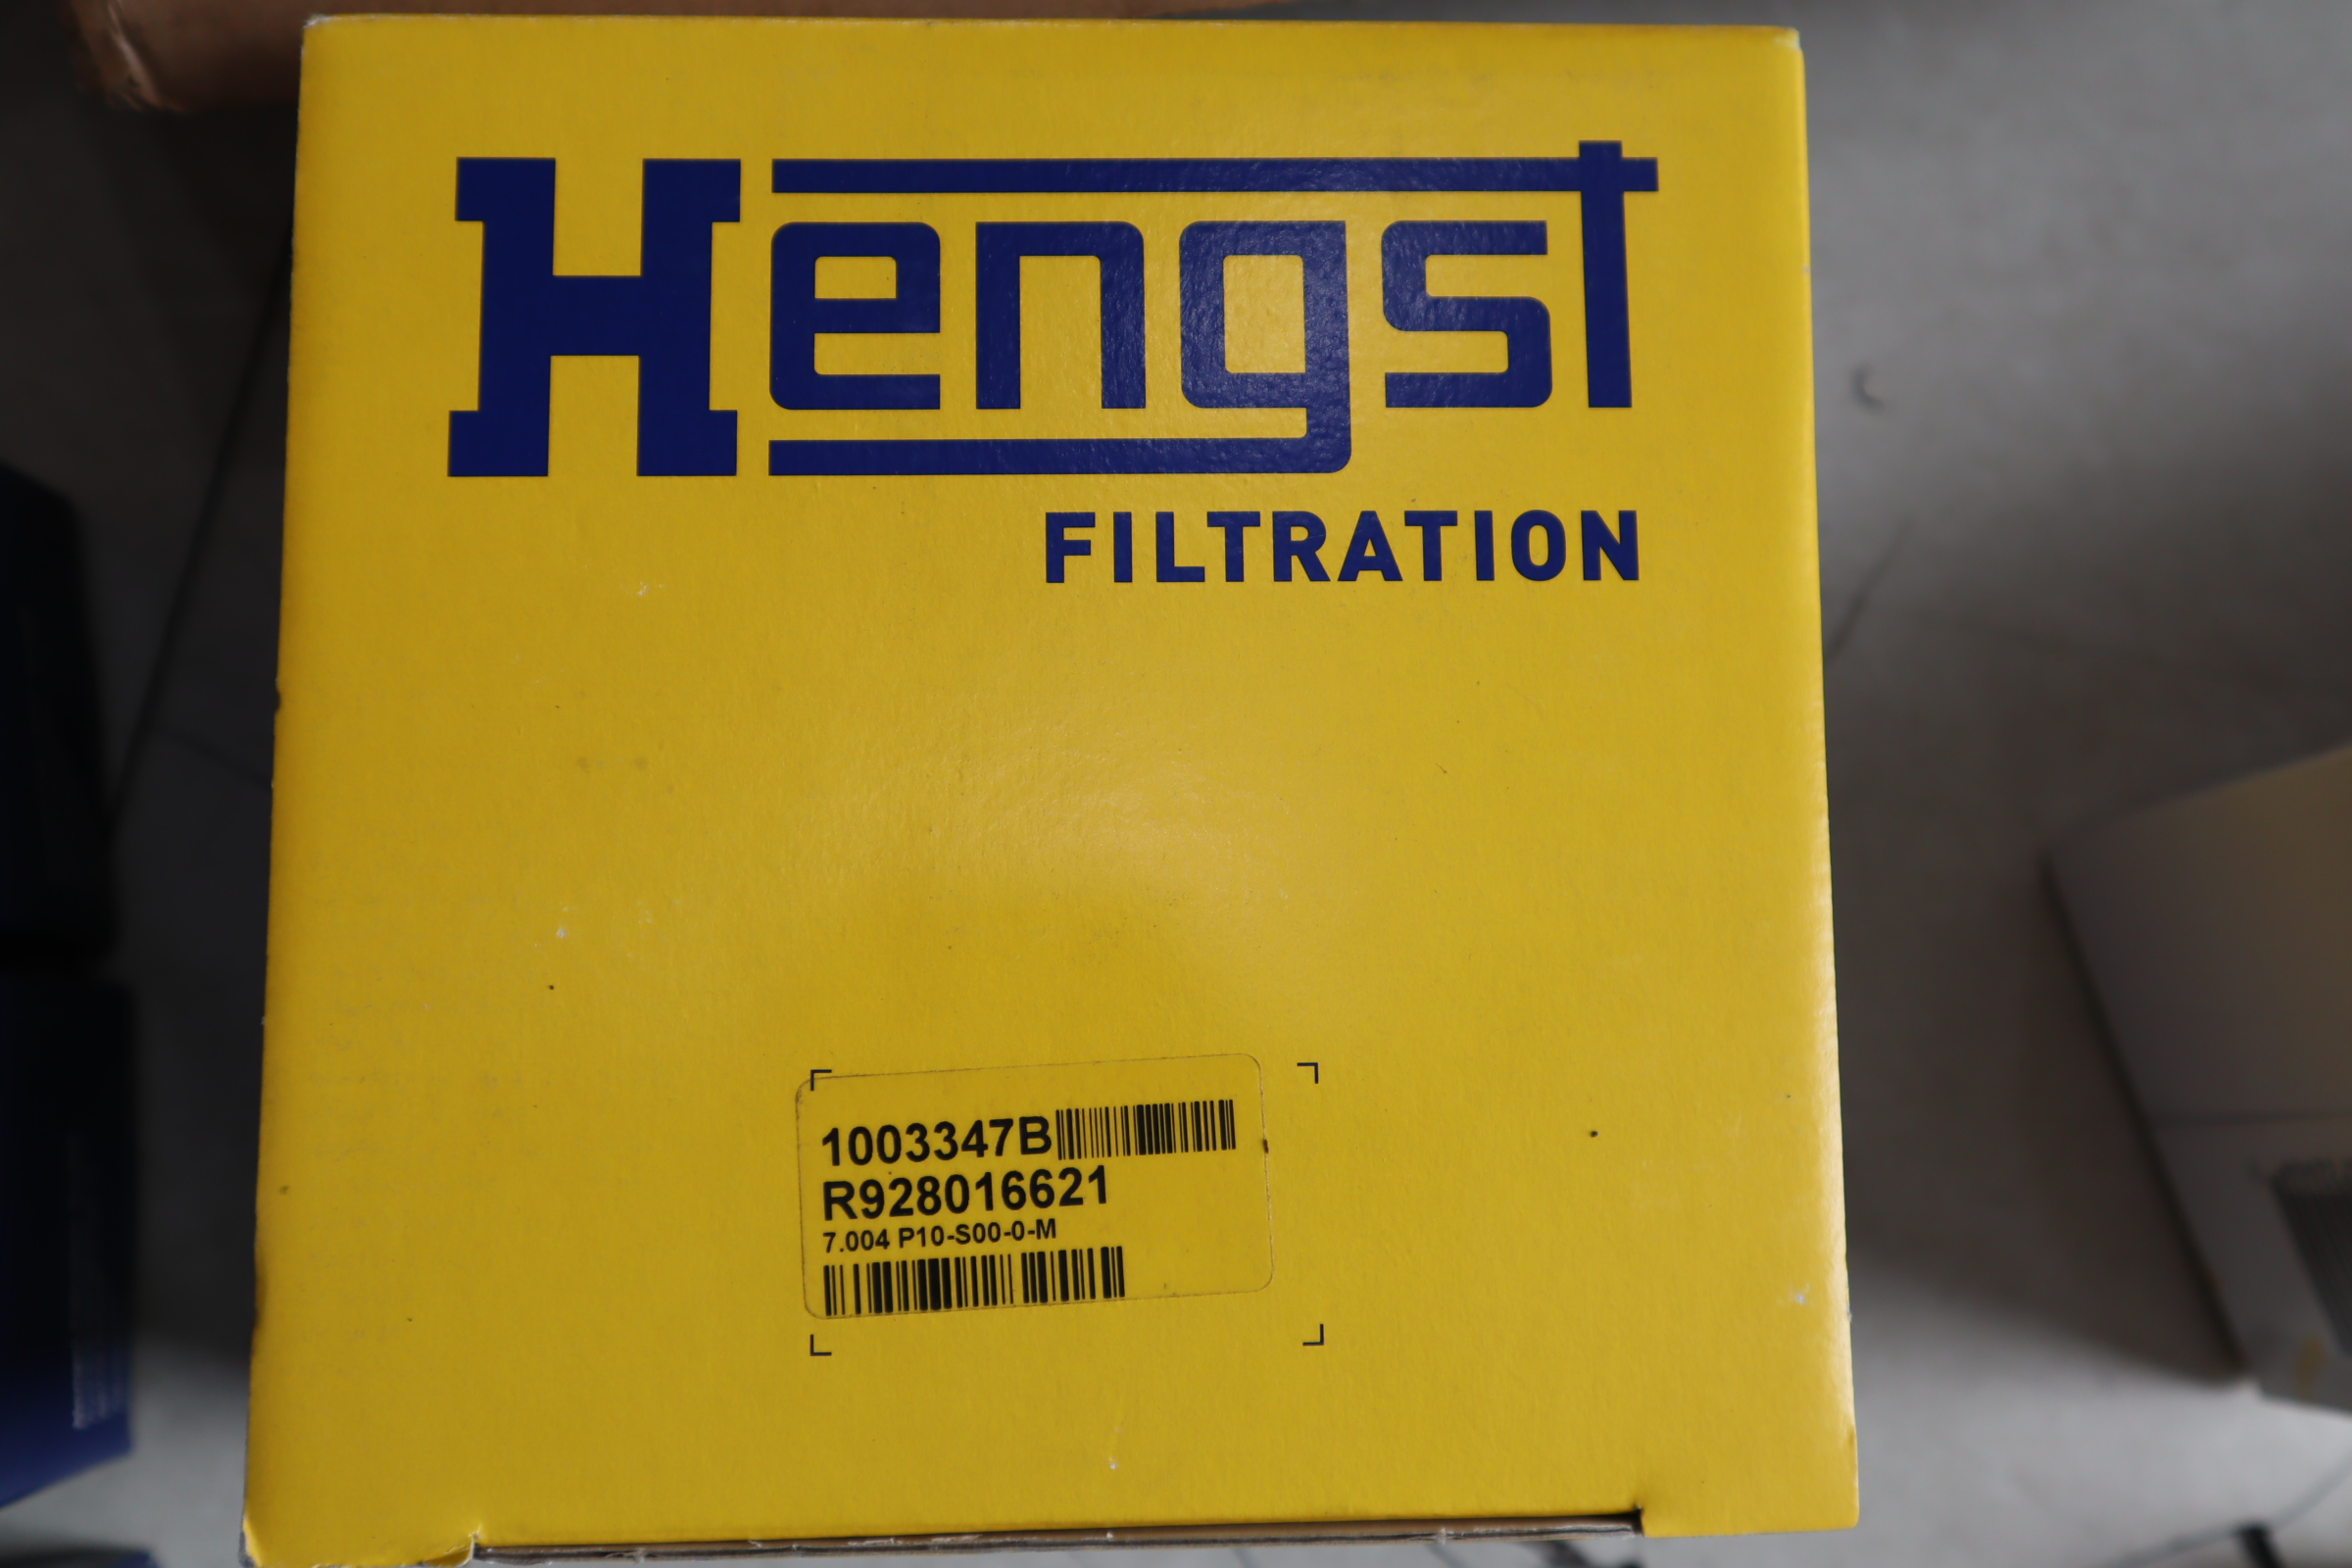 Hengst
FILTRATION
1003347B
R928016621
7.004 P10-S00-0-M